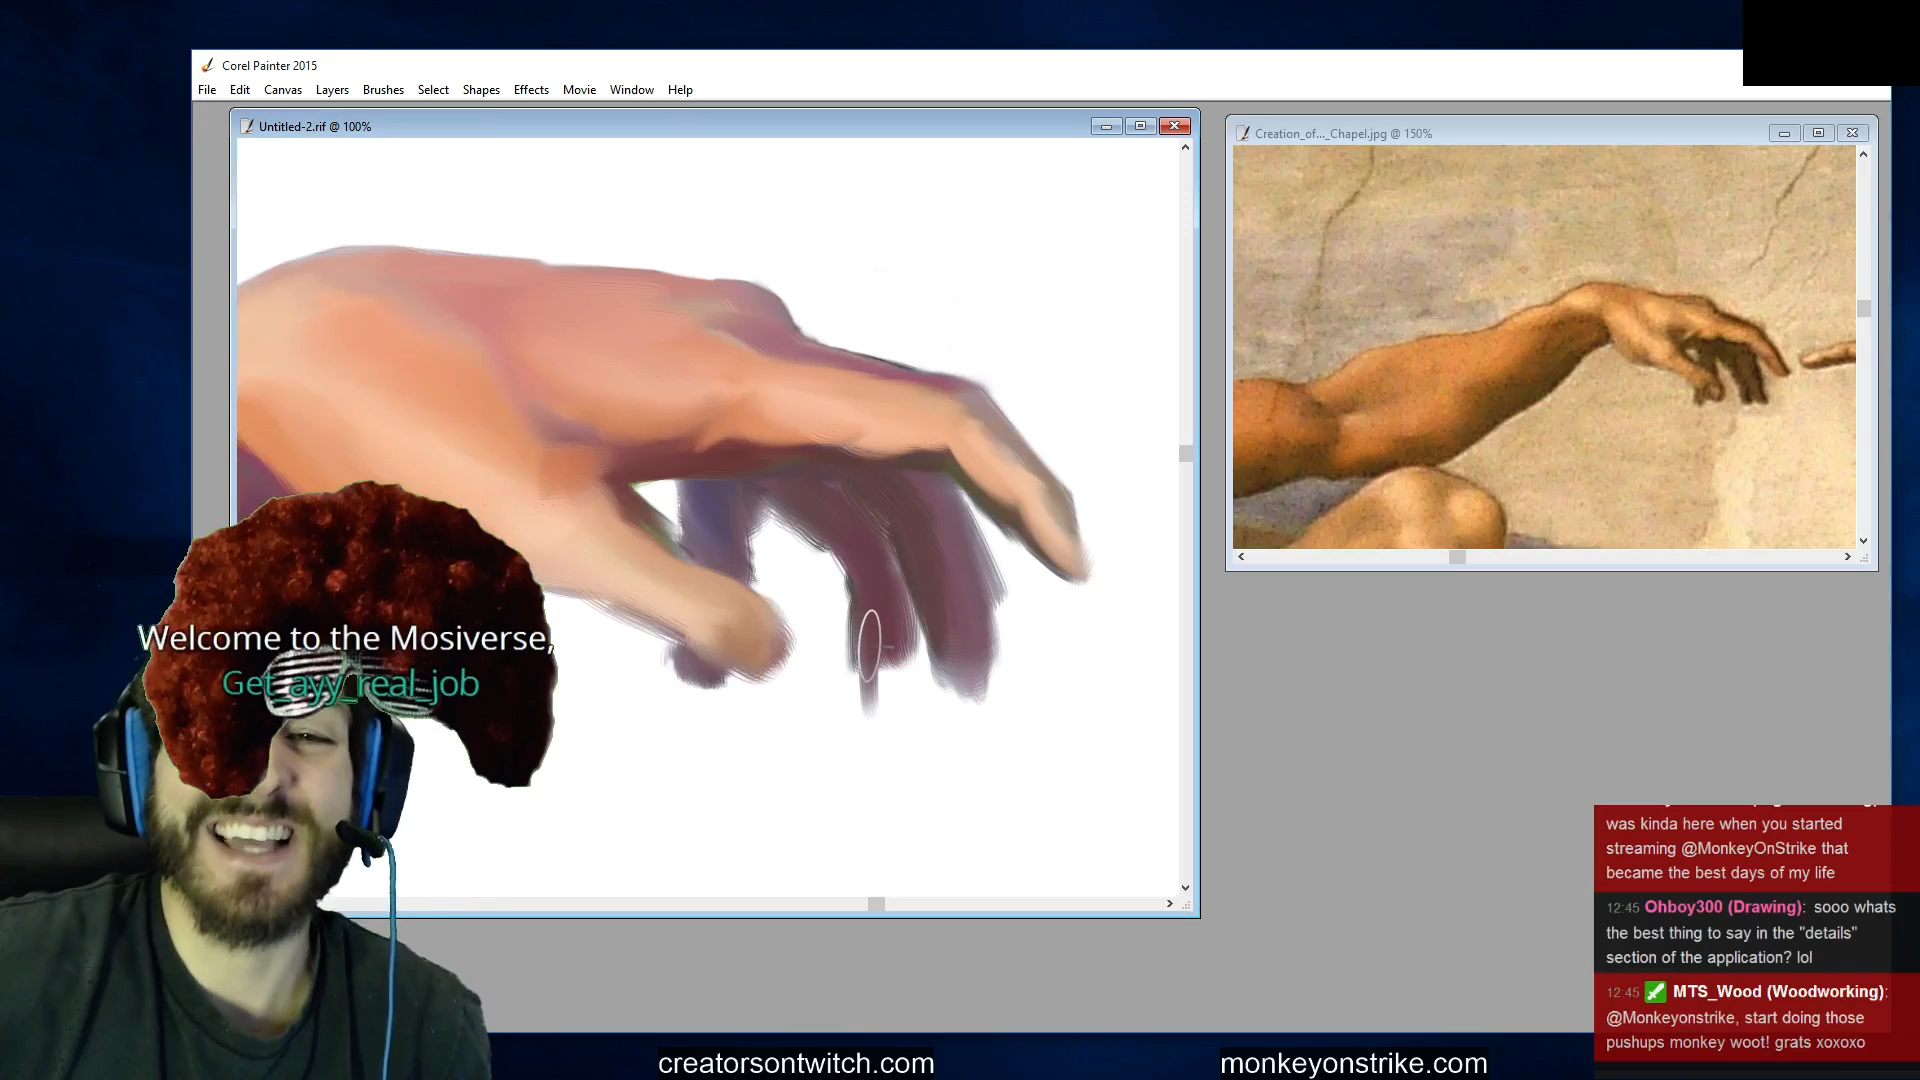 Corel Painter 2015
File Edit Canvas Layers Brushes Select Shapes Effects Movie Window Help
Untitled-2.rif @ 100%
Creation_of..._Chapel.jpg @ 150%
Welcome to the Mosiverse,
Get_ayy_real_job
was kinda here when you started
streaming @MonkeyOnStrike that
became the best days of my life
12:45 Ohboy300 (Drawing): sooo whats
the best thing to say in the "details"
section of the application? lol
12:45 MTS_Wood (Woodworking):
@Monkeyonstrike, start doing those
pushups monkey woot! grats xoxoxo
creatorsontwitch.com
monkeyonstrike.com